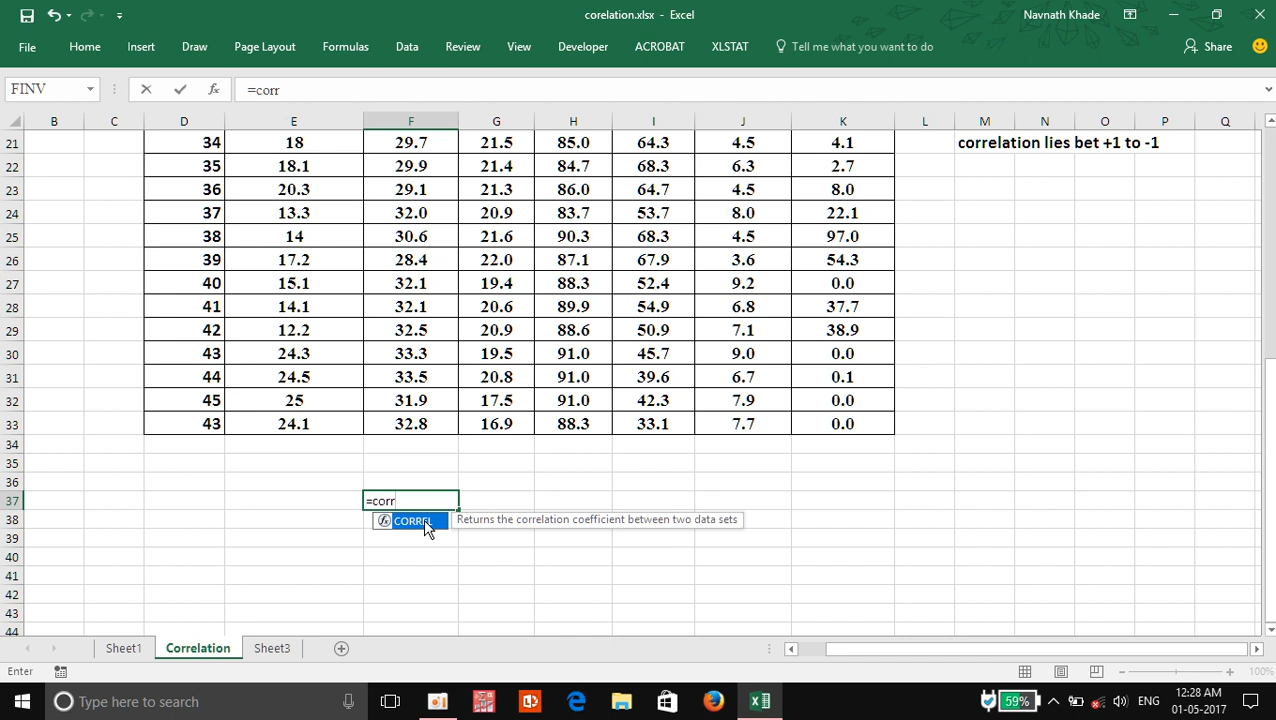 corelation.xlsx - Excel
Navnath Khade
File Home Insert Draw Page Layout Formulas Data Review View Developer ACROBAT XLSTAT Tell me what you want to do Share
FINV =corr
B C D E F G H I J K L M N O P Q
21 34 18 29.7 21.5 85.0 64.3 4.5 4.1 correlation lies bet +1 to -1
22 35 18.1 29.9 21.4 84.7 68.3 6.3 2.7
23 36 20.3 29.1 21.3 86.0 64.7 4.5 8.0
24 37 13.3 32.0 20.9 83.7 53.7 8.0 22.1
25 38 14 30.6 21.6 90.3 68.3 4.5 97.0
26 39 17.2 28.4 22.0 87.1 67.9 3.6 54.3
27 40 15.1 32.1 19.4 88.3 52.4 9.2 0.0
28 41 14.1 32.1 20.6 89.9 54.9 6.8 37.7
29 42 12.2 32.5 20.9 88.6 50.9 7.1 38.9
30 43 24.3 33.3 19.5 91.0 45.7 9.0 0.0
31 44 24.5 33.5 20.8 91.0 39.6 6.7 0.1
32 45 25 31.9 17.5 91.0 42.3 7.9 0.0
33 43 24.1 32.8 16.9 88.3 33.1 7.7 0.0
34
35
36
37 =corr
38 CORREL Returns the correlation coefficient between two data sets
39
40
41
42
43
44
Sheet1 Correlation Sheet3
Enter 100%
Type here to search 59% ENG 12:28 AM
01-05-2017